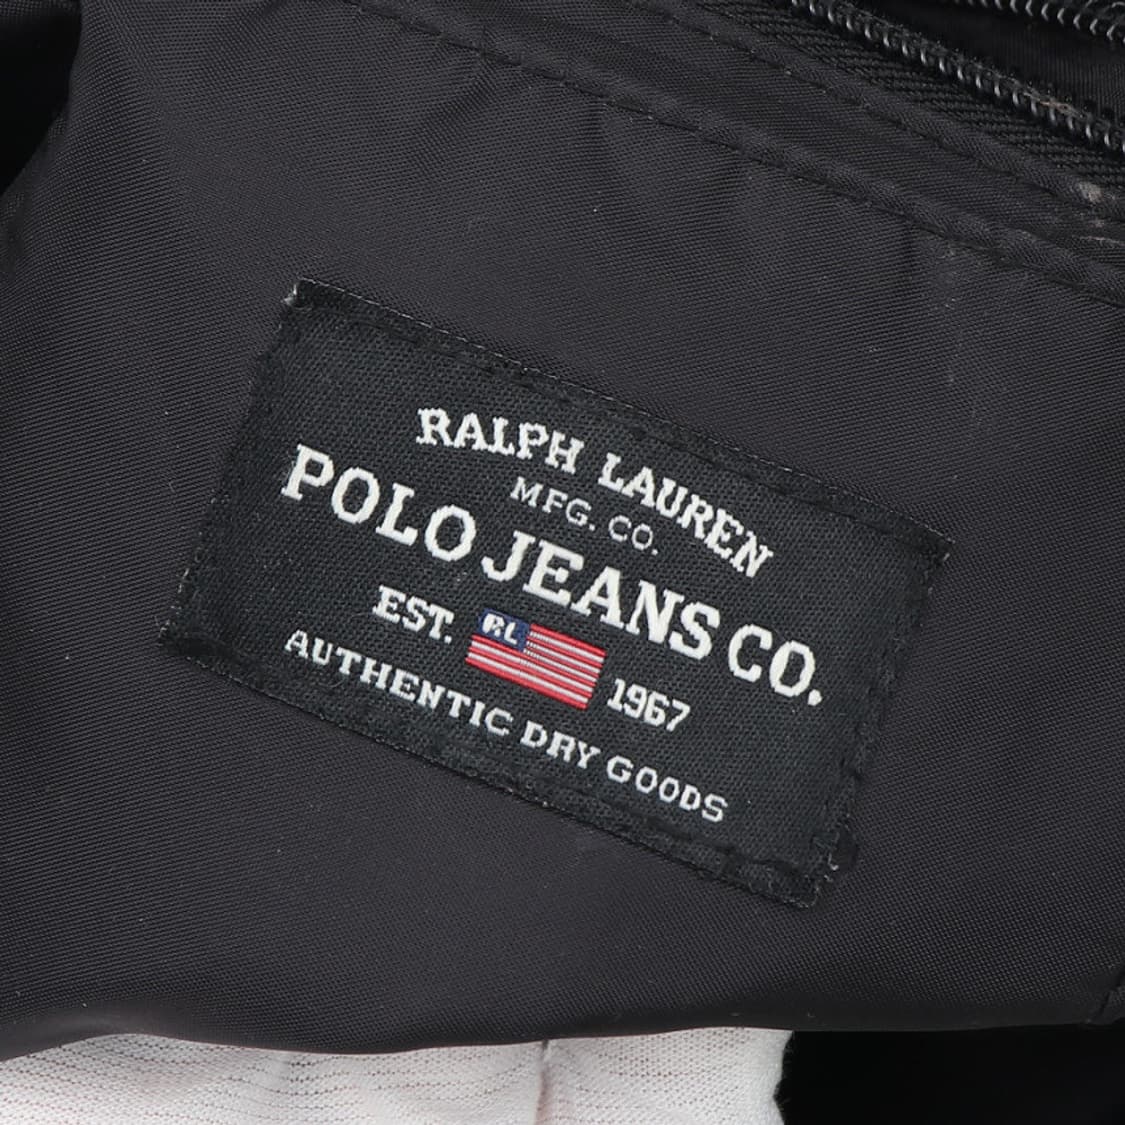 RALPH LAUREN
MFG. CO.
POLO JEANS CO.
EST. RL 1967
AUTHENTIC DRY GOODS